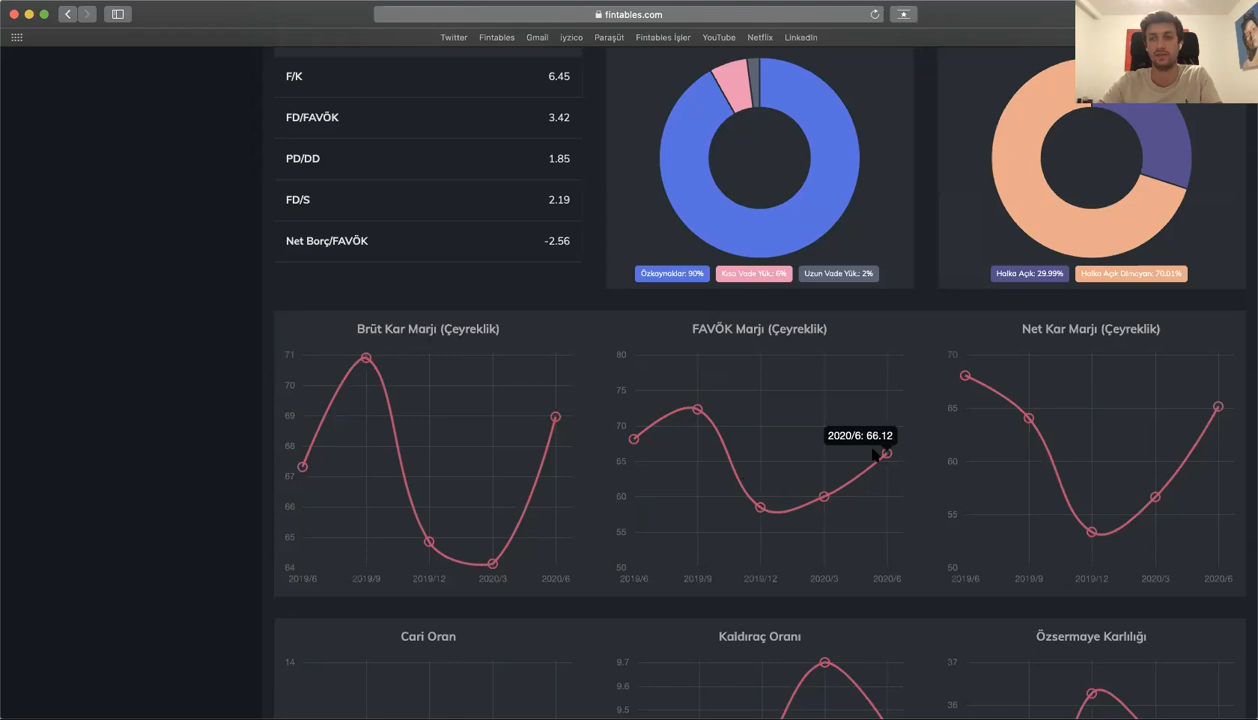 fintables.com
Twitter Fintables Gmail iyzico Paraşüt Fintables İşler YouTube Netflix LinkedIn
F/K 6.45
FD/FAVÖK 3.42
PD/DD 1.85
FD/S 2.19
Net Borç/FAVÖK -2.56
Özkaynaklar: 90% Kısa Vade Yük.: 6% Uzun Vade Yük.: 2%
Halka Açık: 29.99% Halka Açık Olmayan: 70.01%
Brüt Kar Marjı (Çeyreklik)
71
70
69
68
67
66
65
64
2019/6 2019/9 2019/12 2020/3 2020/6
FAVÖK Marjı (Çeyreklik)
80
75
70
2020/6: 66.12
65
60
55
50
2019/6 2019/9 2019/12 2020/3 2020/6
Net Kar Marjı (Çeyreklik)
70
65
60
55
50
2019/6 2019/9 2019/12 2020/3 2020/6
Cari Oran
14
Kaldıraç Oranı
9.7
9.6
9.5
Özsermaye Karlılığı
37
36